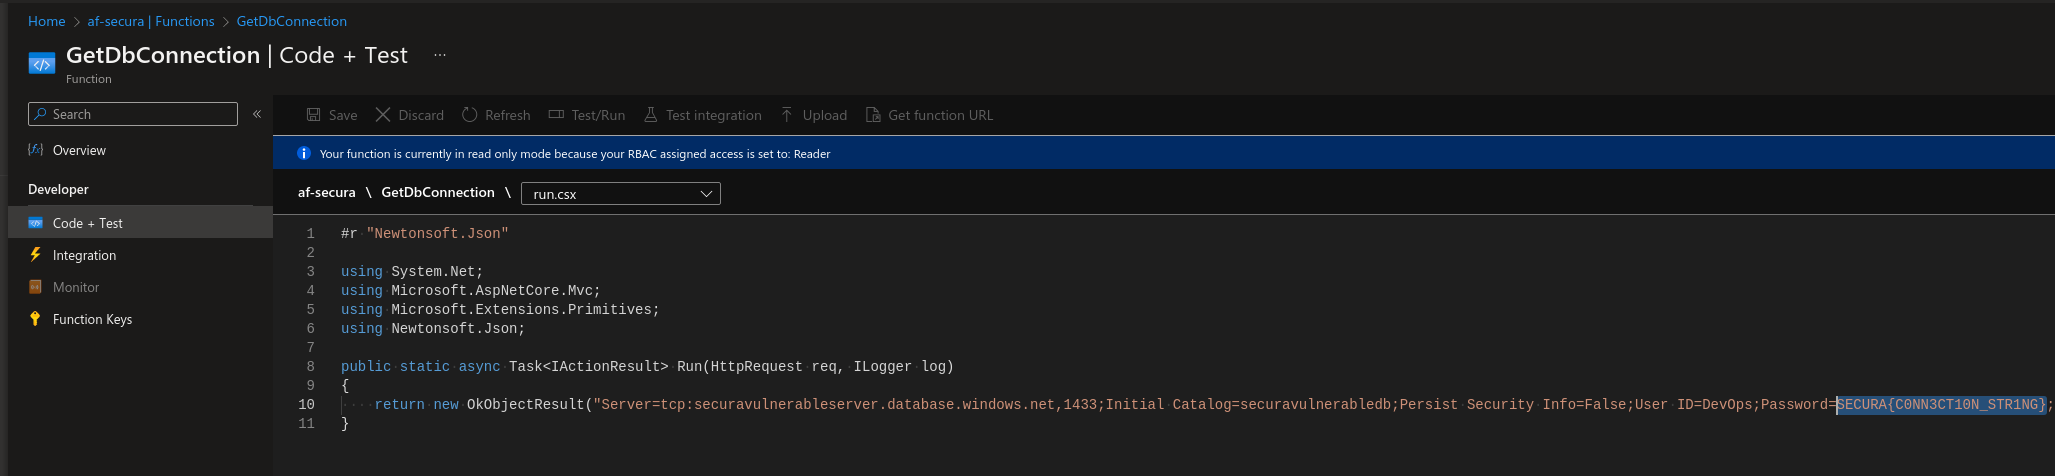 Home > af-secura | Functions > GetDbConnection
GetDbConnection | Code + Test ...
Function
Search «
Overview
Developer
Code + Test
Integration
Monitor
Function Keys
Save Discard Refresh Test/Run Test integration Upload Get function URL
Your function is currently in read only mode because your RBAC assigned access is set to: Reader
af-secura \ GetDbConnection \ run.csx
1 #r "Newtonsoft.Json"
2
3 using System.Net;
4 using Microsoft.AspNetCore.Mvc;
5 using Microsoft.Extensions.Primitives;
6 using Newtonsoft.Json;
7
8 public static async Task<IActionResult> Run(HttpRequest req, ILogger log)
9 {
10 return new OkObjectResult("Server=tcp:securavulnerableserver.database.windows.net,1433;Initial Catalog=securavulnerabledb;Persist Security Info=False;User ID=DevOps;Password=SECURA{C0NN3CT10N_STR1NG};
11 }